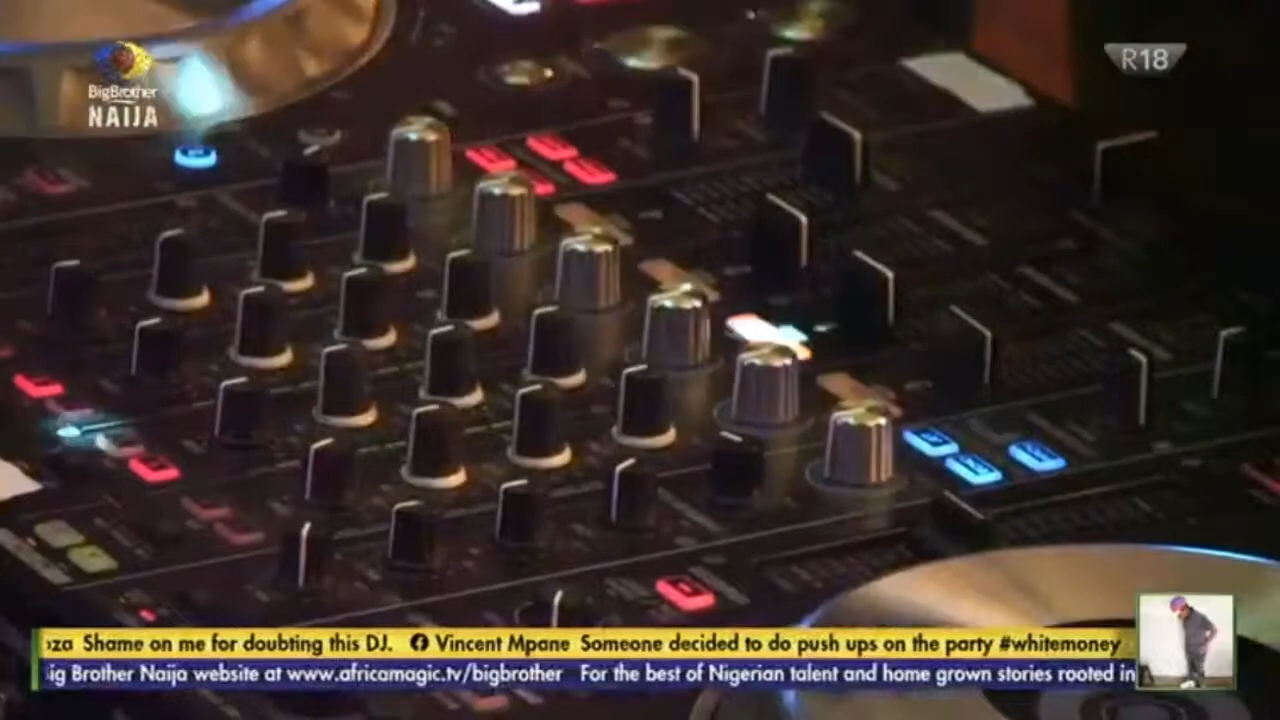 BigBrother
NAIJA
R18
oza Shame on me for doubting this DJ. Vincent Mpane Someone decided to do push ups on the party #whitemoney
ig Brother Naija website at www.africamagic.tv/bigbrother For the best of Nigerian talent and home grown stories rooted in